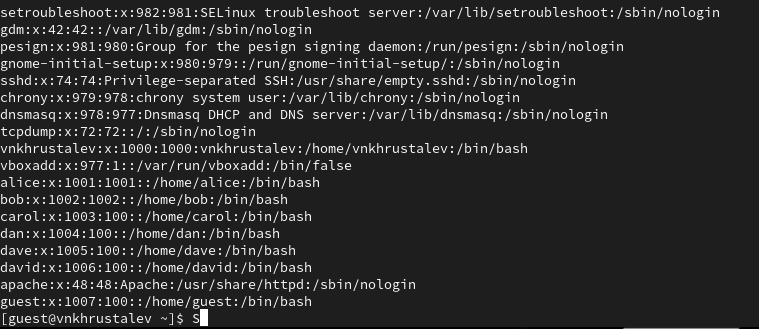 setroubleshoot:x:982:981:SELinux troubleshoot server:/var/lib/setroubleshoot:/sbin/nologin
gdm:x:42:42::/var/lib/gdm:/sbin/nologin
pesign:x:981:980:Group for the pesign signing daemon:/run/pesign:/sbin/nologin
gnome-initial-setup:x:980:979::/run/gnome-initial-setup/:/sbin/nologin
sshd:x:74:74:Privilege-separated SSH:/usr/share/empty.sshd:/sbin/nologin
chrony:x:979:978:chrony system user:/var/lib/chrony:/sbin/nologin
dnsmasq:x:978:977:Dnsmasq DHCP and DNS server:/var/lib/dnsmasq:/sbin/nologin
tcpdump:x:72:72::/:/sbin/nologin
vnkhrustalev:x:1000:1000:vnkhrustalev:/home/vnkhrustalev:/bin/bash
vboxadd:x:977:1::/var/run/vboxadd:/bin/false
alice:x:1001:1001::/home/alice:/bin/bash
bob:x:1002:1002::/home/bob:/bin/bash
carol:x:1003:100::/home/carol:/bin/bash
dan:x:1004:100::/home/dan:/bin/bash
dave:x:1005:100::/home/dave:/bin/bash
david:x:1006:100::/home/david:/bin/bash
apache:x:48:48:Apache:/usr/share/httpd:/sbin/nologin
guest:x:1007:100::/home/guest:/bin/bash
[guest@vnkhrustalev ~]$ S